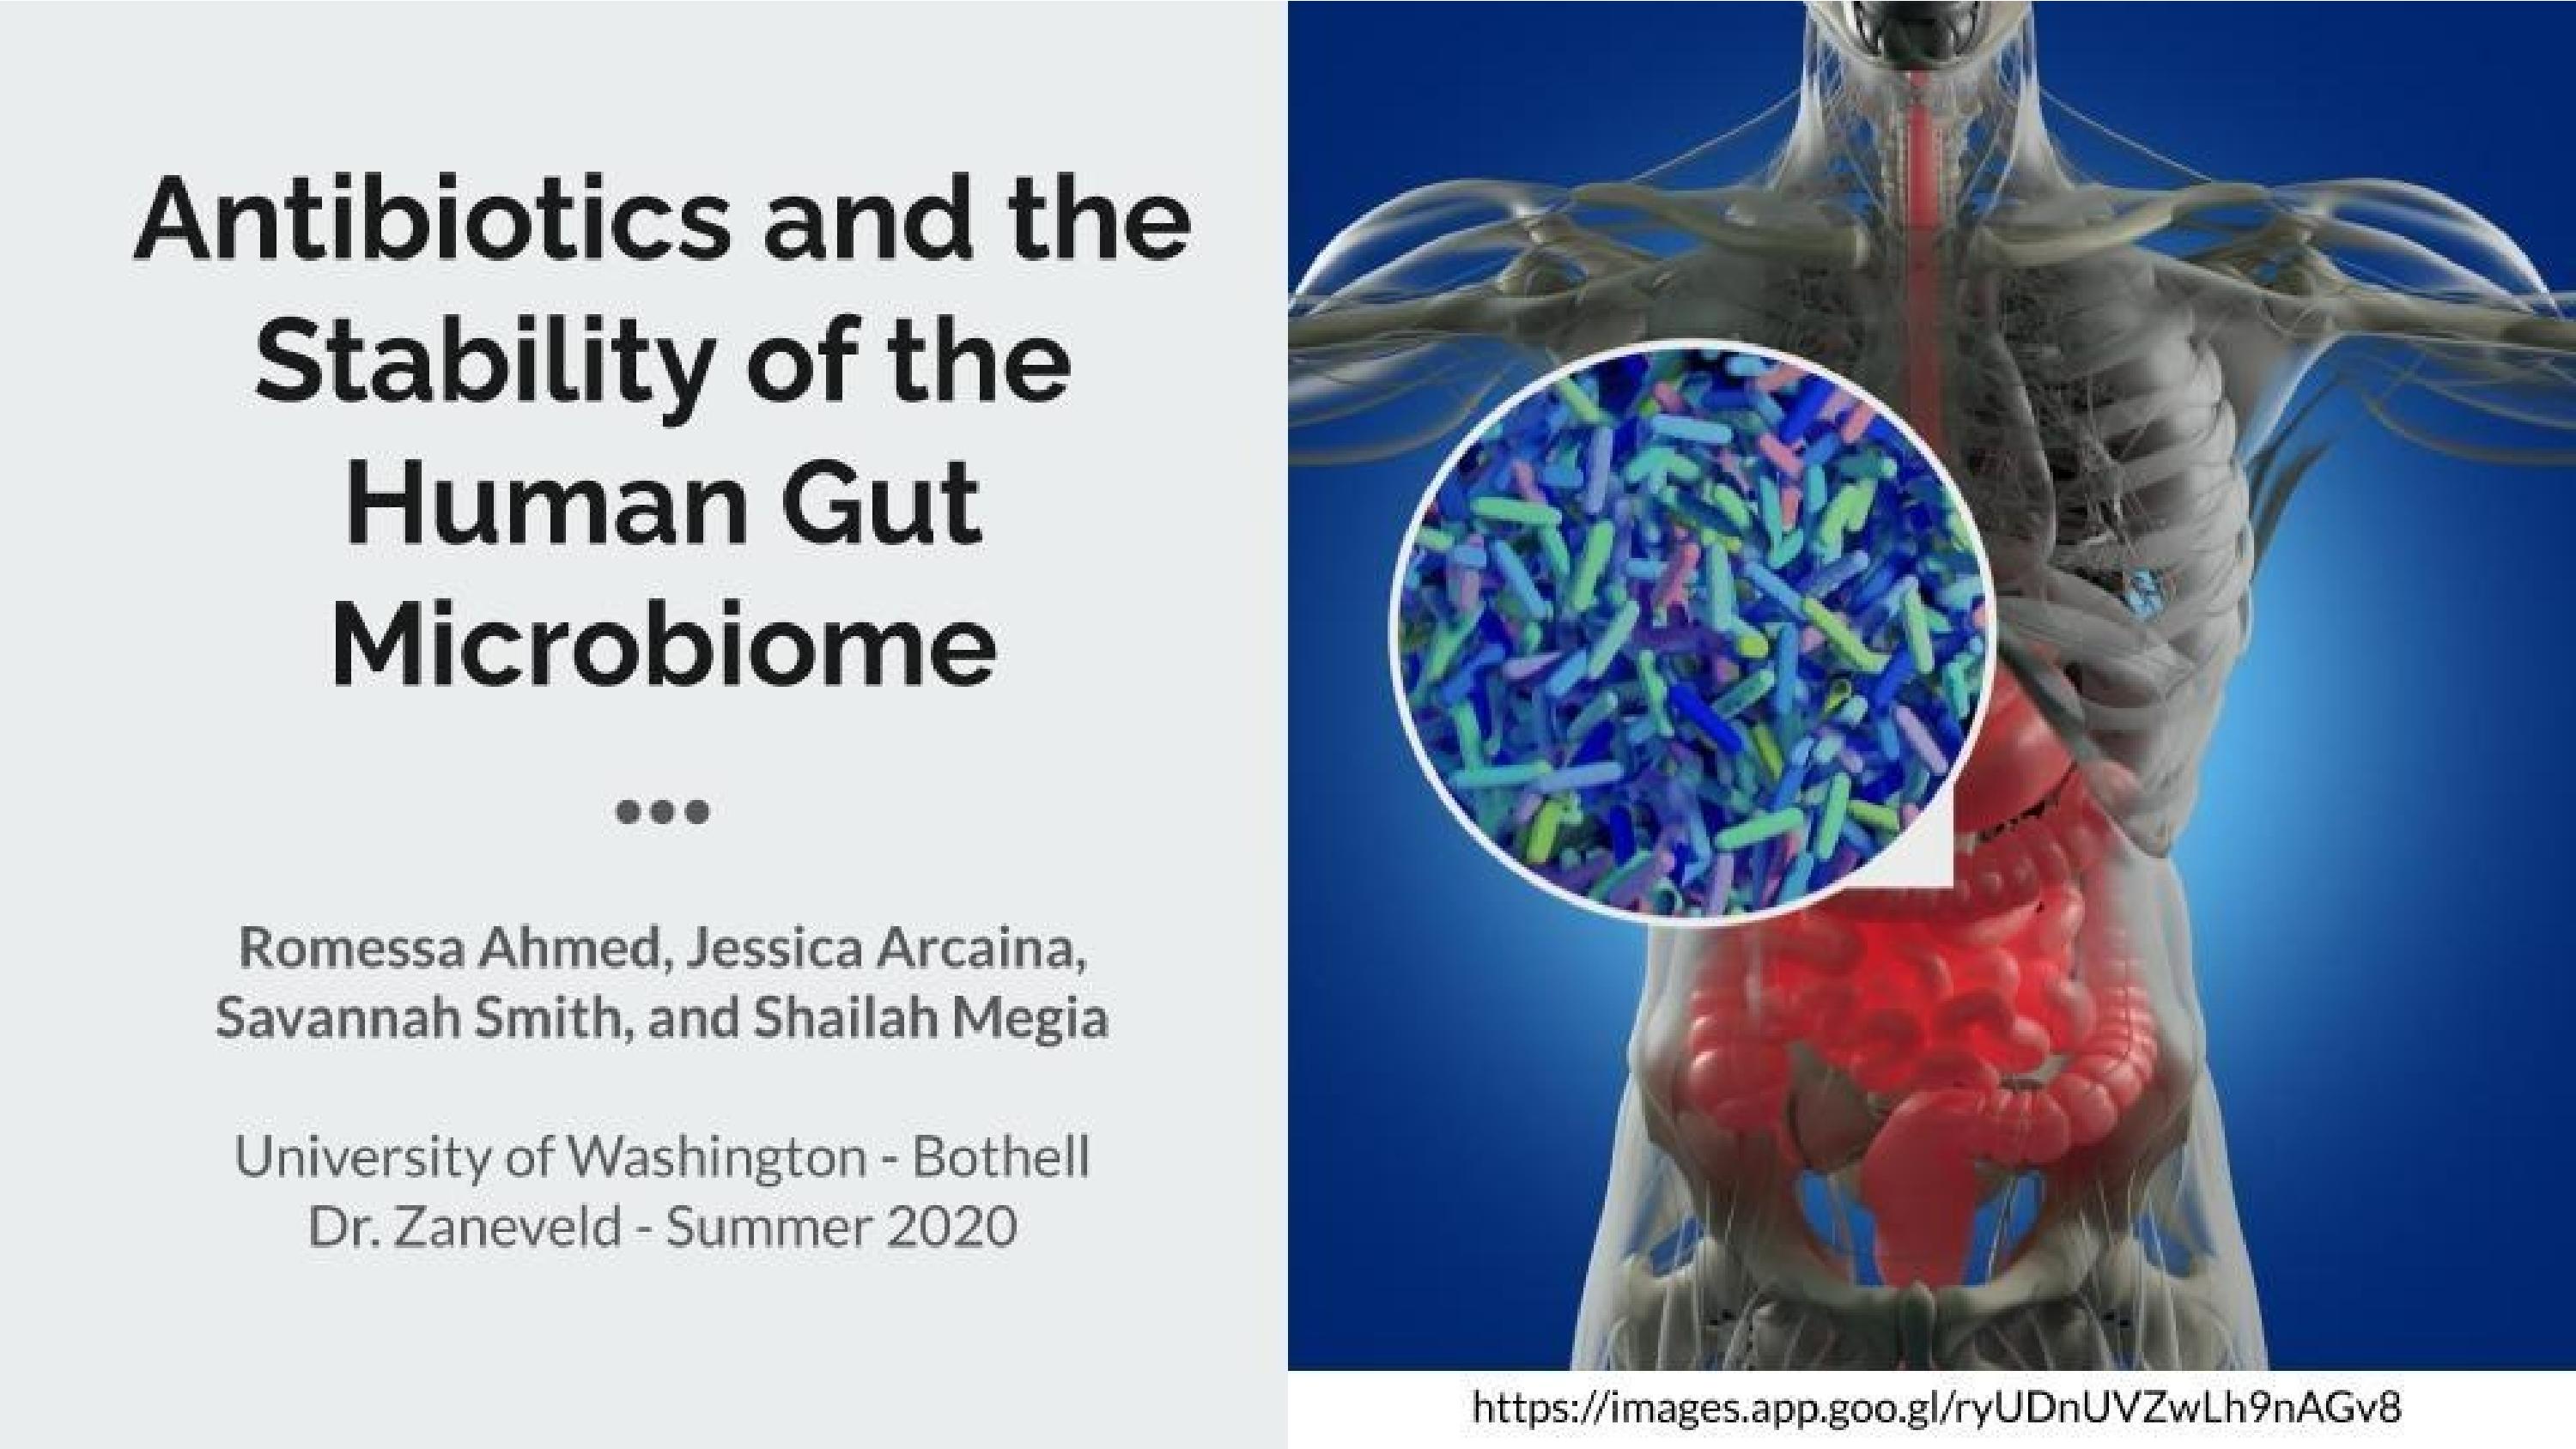 Antibiotics and the
Stability of the
Human Gut
Microbiome
Romessa Ahmed, Jessica Arcaina,
Savannah Smith, and Shailah Megia
University of Washington - Bothell
Dr. Zaneveld - Summer 2020
https://images.app.goo.gl/ryUDnUVZwLh9nAGv8